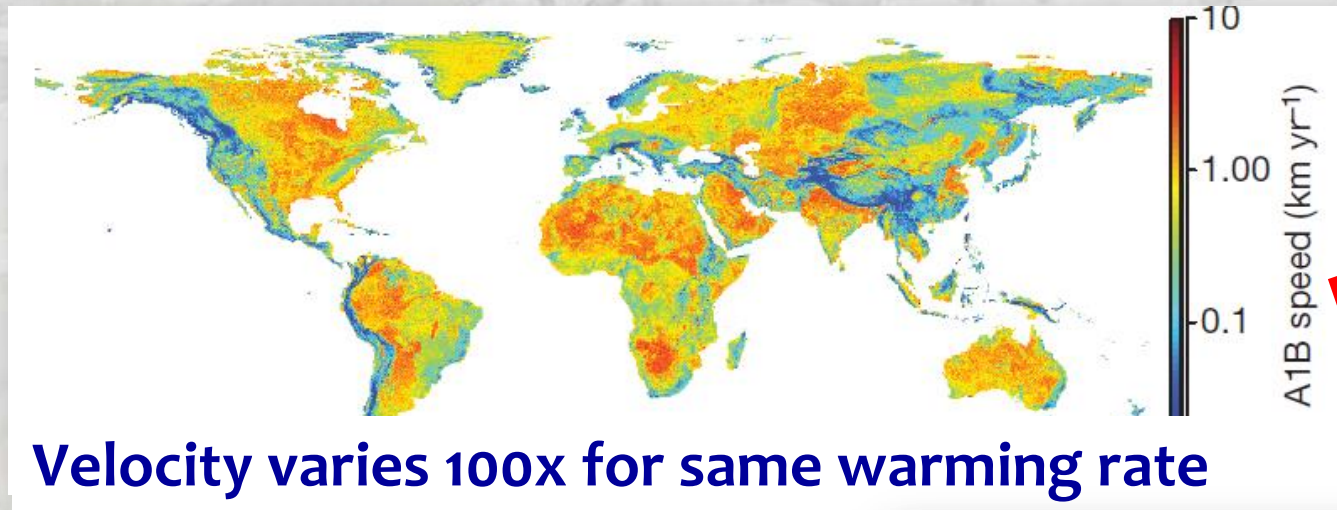 10
1.00
0.1
A1B speed (km yr⁻¹)
Velocity varies 100x for same warming rate